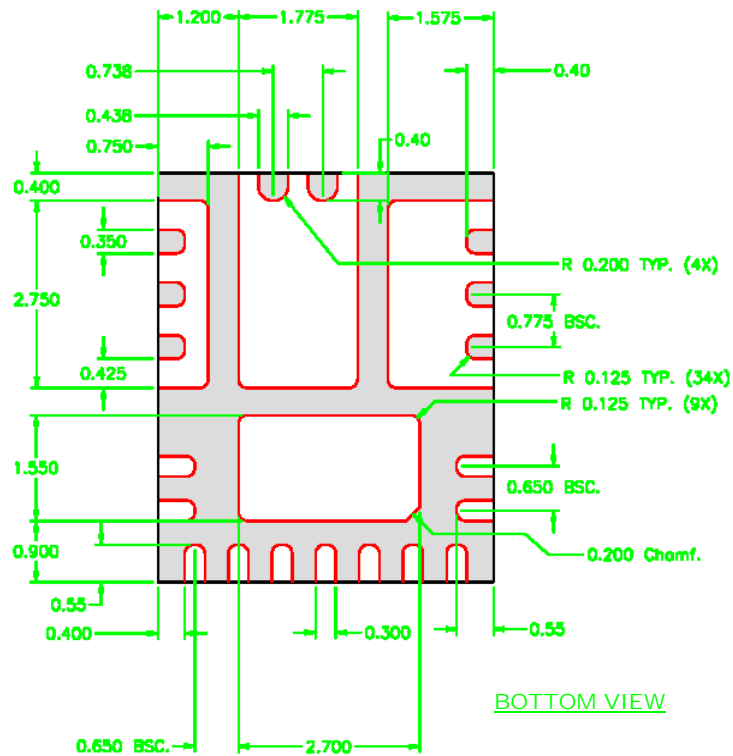 1.200
1.775
1.575
0.738
0.40
0.438
0.40
0.750
0.400
0.350
R 0.200 TYP. (4X)
2.750
0.775 BSC.
0.425
R 0.125 TYP. (34X)
R 0.125 TYP. (9X)
1.550
0.650 BSC.
0.900
0.200 Chamf.
0.55
0.400
0.300
0.55
BOTTOM VIEW
0.650 BSC.
2.700